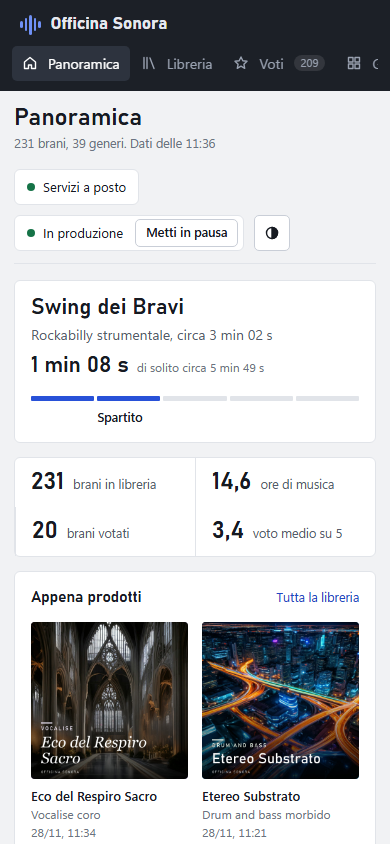 Officina Sonora
Panoramica
Libreria
Voti 209
Panoramica
231 brani, 39 generi. Dati delle 11:36
Servizi a posto
In produzione
Metti in pausa
Swing dei Bravi
Rockabilly strumentale, circa 3 min 02 s
1 min 08 s di solito circa 5 min 49 s
Spartito
231 brani in libreria
14,6 ore di musica
20 brani votati
3,4 voto medio su 5
Appena prodotti
Tutta la libreria
VOCALISE
Eco del Respiro
Sacro
OFFICINA SONORA
DRUM AND BASS
Etereo Substrato
OFFICINA SONORA
Eco del Respiro Sacro
Vocalise coro
28/11, 11:34
Etereo Substrato
Drum and bass morbido
28/11, 11:21